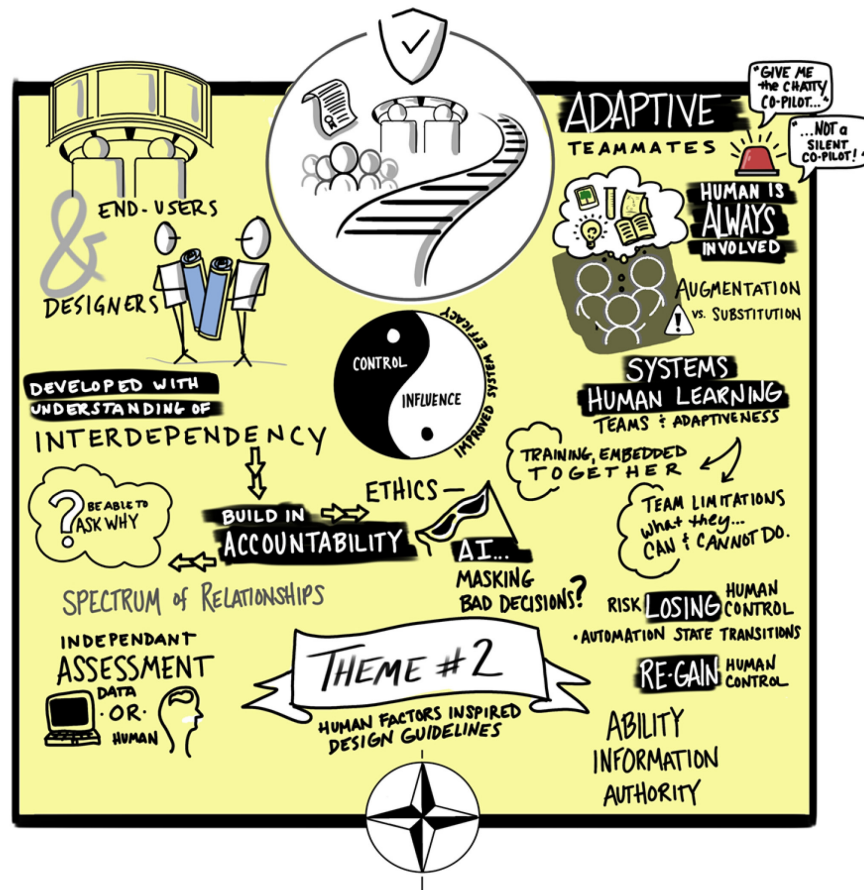 & END-USERS
DESIGNERS
DEVELOPED WITH
UNDERSTANDING OF
INTERDEPENDENCY
? BE ABLE TO
ASK WHY
BUILD IN
ACCOUNTABILITY
SPECTRUM of RELATIONSHIPS
INDEPENDANT
ASSESSMENT
DATA
·OR·
HUMAN
CONTROL
INFLUENCE
IMPROVED SYSTEM EFFICACY
ETHICS —
AI...
MASKING
BAD DECISIONS?
THEME #2
HUMAN FACTORS INSPIRED
DESIGN GUIDELINES
ADAPTIVE
TEAMMATES
"GIVE ME
the CHATTY
CO-PILOT..."
"...NOT a
SILENT
CO-PILOT!"
HUMAN IS
ALWAYS
INVOLVED
AUGMENTATION
! vs. SUBSTITUTION
SYSTEMS
HUMAN LEARNING
TEAMS & ADAPTIVENESS
TRAINING, EMBEDDED
TOGETHER
TEAM LIMITATIONS
what they...
CAN & CANNOT DO.
RISK LOSING HUMAN
CONTROL
• AUTOMATION STATE TRANSITIONS
RE-GAIN HUMAN
CONTROL
ABILITY
INFORMATION
AUTHORITY